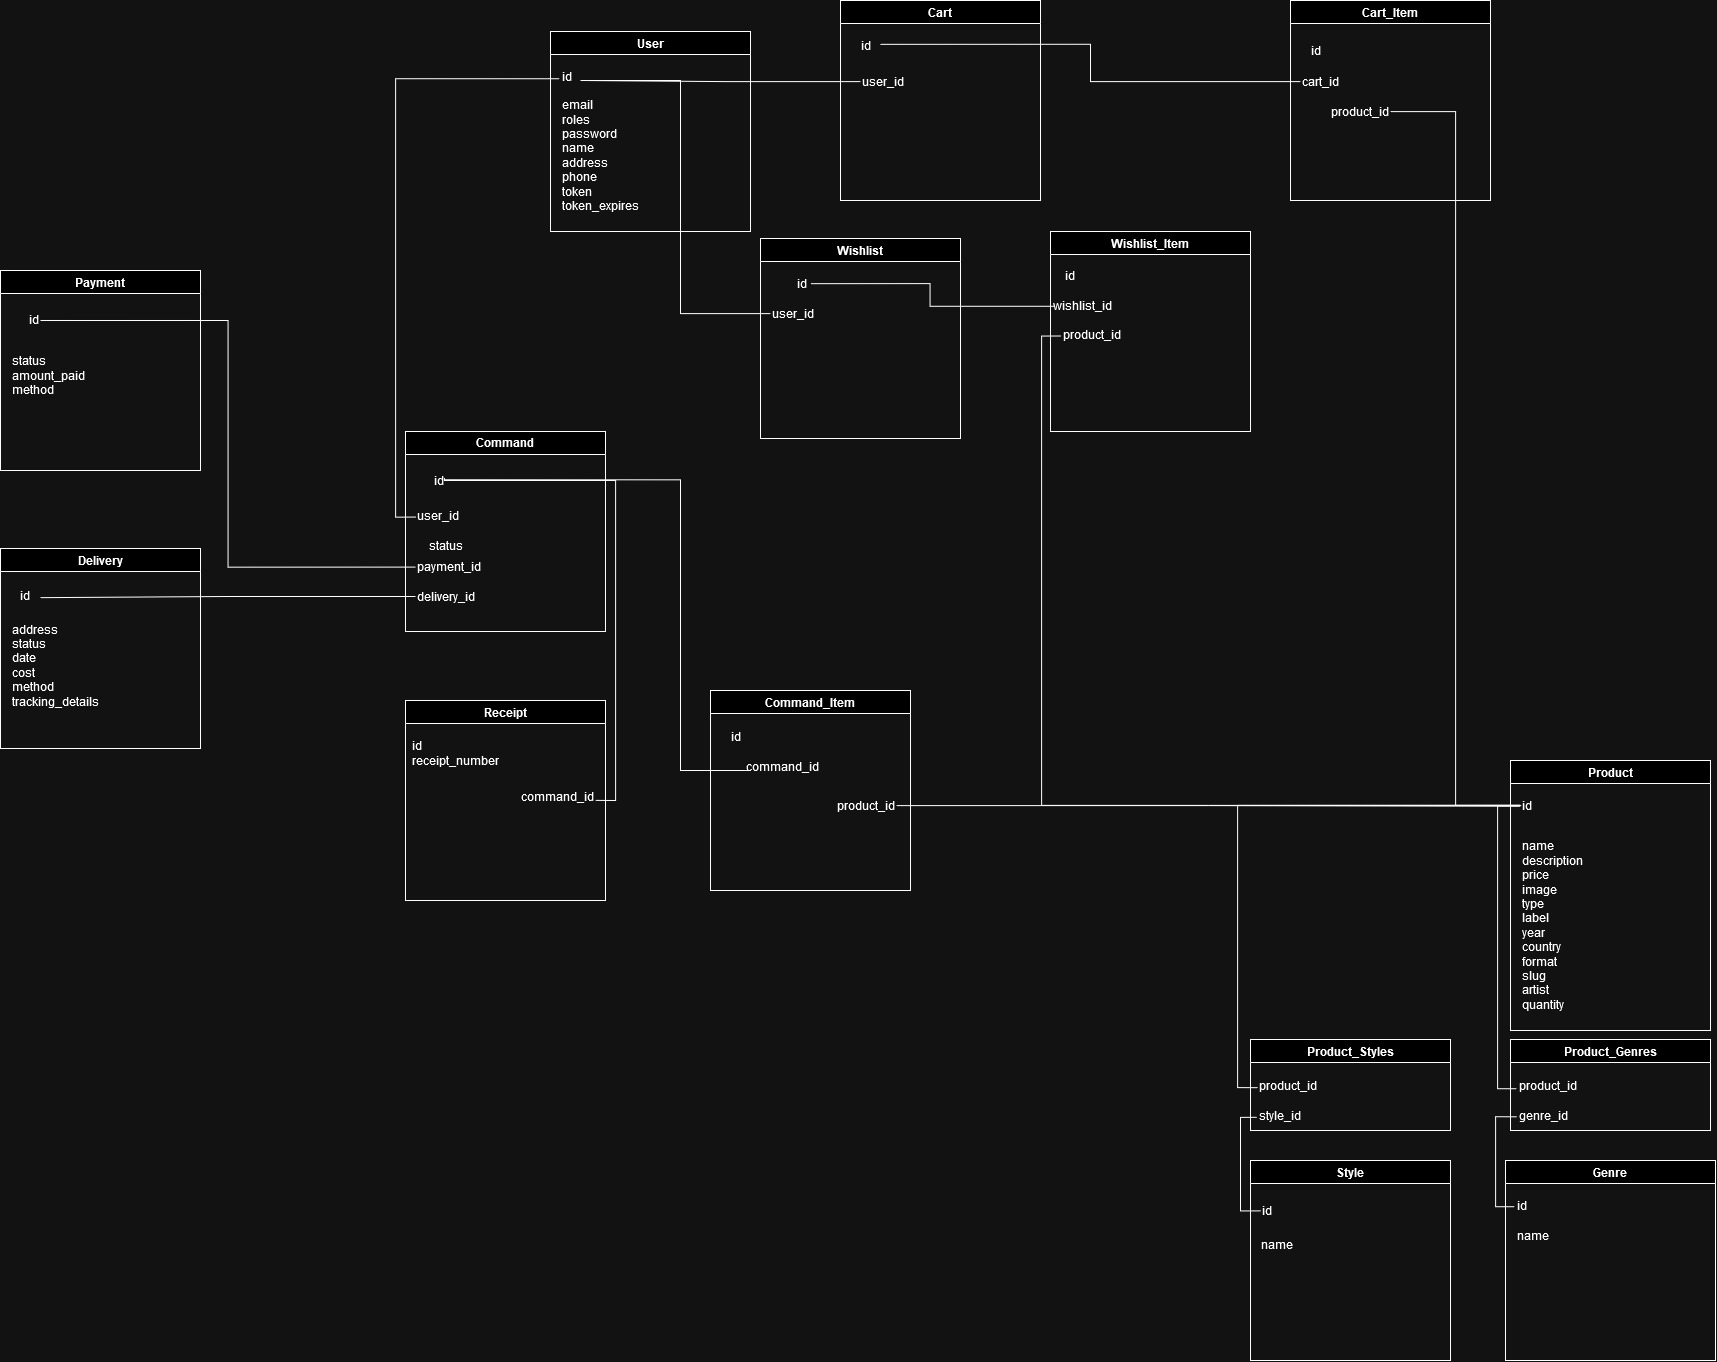 User
id
email
roles
password
name
address
phone
token
token_expires
Cart
id
user_id
Cart_Item
id
cart_id
product_id
Wishlist
id
user_id
Wishlist_Item
id
wishlist_id
product_id
Payment
id
status
amount_paid
method
Command
id
user_id
status
payment_id
delivery_id
Delivery
id
address
status
date
cost
method
tracking_details
Receipt
id
receipt_number
command_id
Command_Item
id
command_id
product_id
Product
id
name
description
price
image
type
label
year
country
format
slug
artist
quantity
Product_Styles
product_id
style_id
Product_Genres
product_id
genre_id
Style
id
name
Genre
id
name